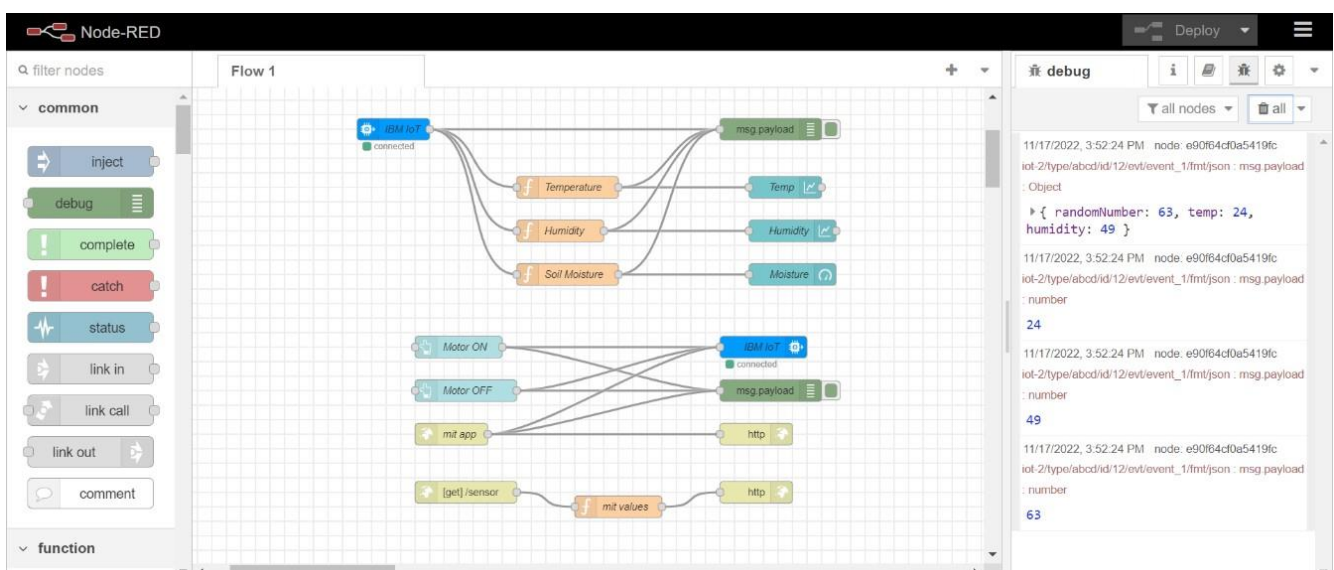 Node-RED
Deploy
filter nodes
Flow 1
debug
i
all nodes
all
common
inject
debug
complete
catch
status
link in
link call
link out
comment
function
IBM IoT
connected
msg.payload
Temperature
Temp
Humidity
Humidity
Soil Moisture
Moisture
Motor ON
IBM IoT
connected
Motor OFF
msg.payload
mit app
http
[get] /sensor
mit values
http
11/17/2022, 3:52:24 PM node: e90f64cf0a5419fc
iot-2/type/abcd/id/12/evt/event_1/fmt/json : msg.payload
: Object
{ randomNumber: 63, temp: 24,
humidity: 49 }
11/17/2022, 3:52:24 PM node: e90f64cf0a5419fc
iot-2/type/abcd/id/12/evt/event_1/fmt/json : msg.payload
: number
24
11/17/2022, 3:52:24 PM node: e90f64cf0a5419fc
iot-2/type/abcd/id/12/evt/event_1/fmt/json : msg.payload
: number
49
11/17/2022, 3:52:24 PM node: e90f64cf0a5419fc
iot-2/type/abcd/id/12/evt/event_1/fmt/json : msg.payload
: number
63